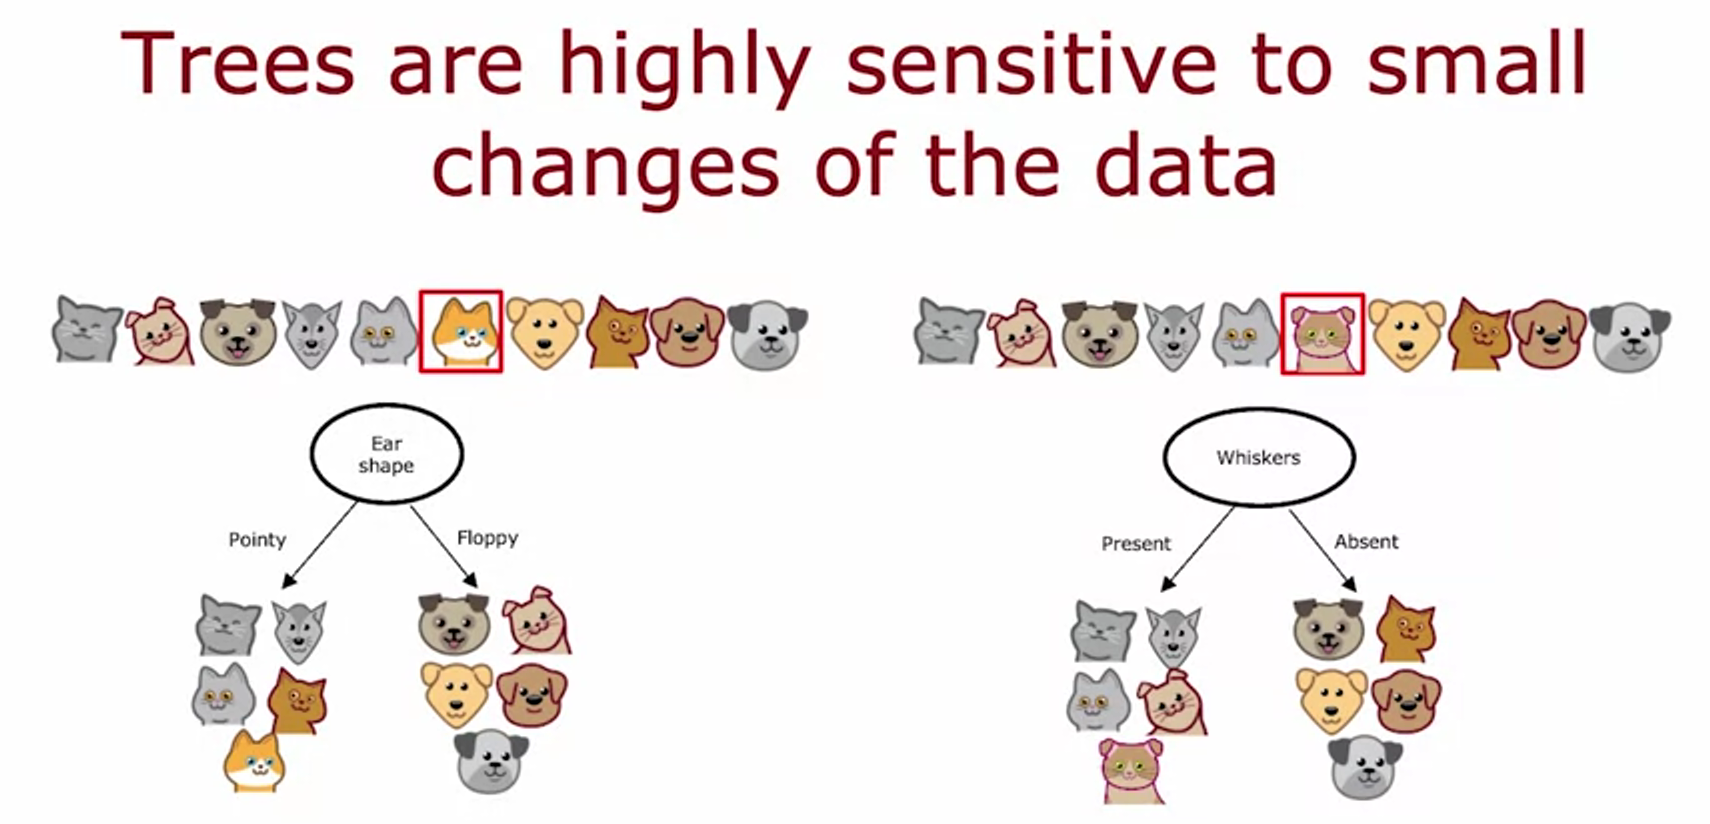 Trees are highly sensitive to small
changes of the data
Ear
shape
Pointy
Floppy
Whiskers
Present
Absent